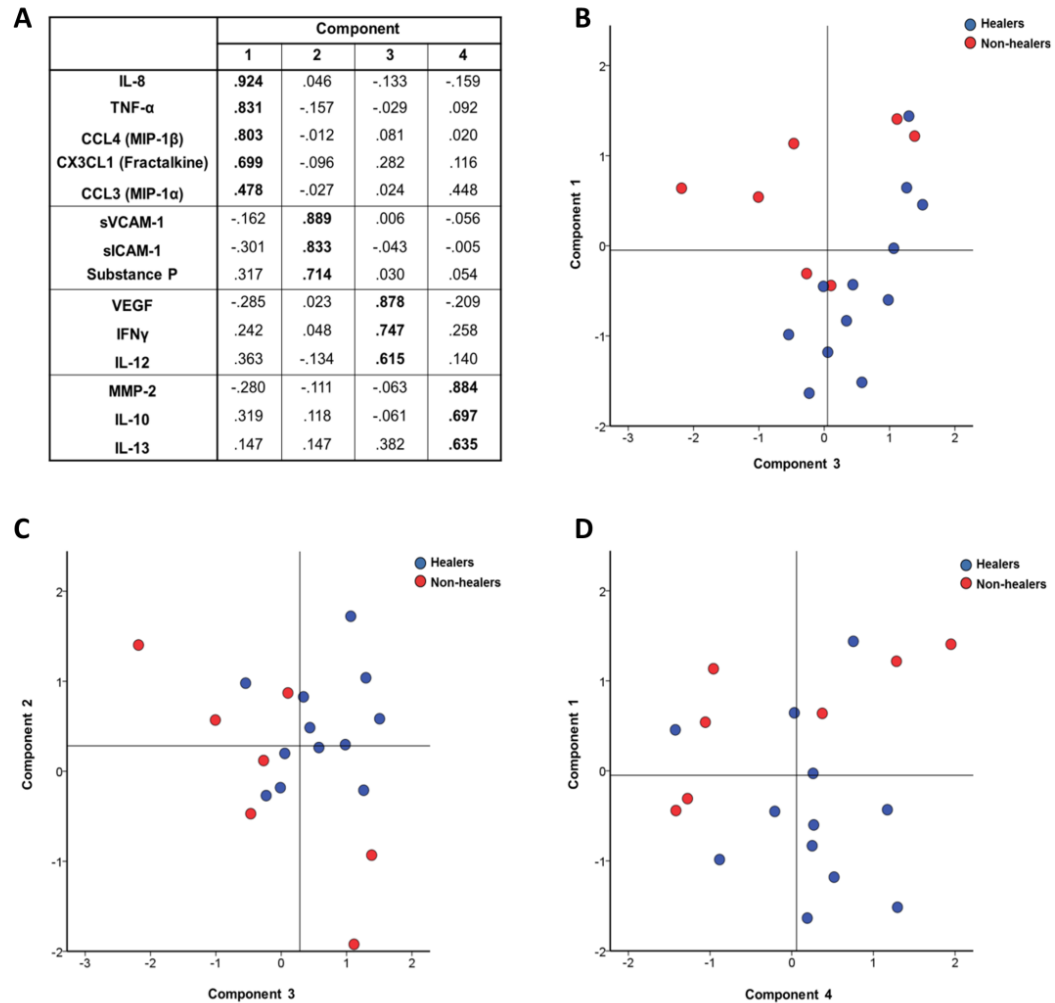 A
Component
1 2 3 4
IL-8 .924 .046 -.133 -.159
TNF-α .831 -.157 -.029 .092
CCL4 (MIP-1β) .803 -.012 .081 .020
CX3CL1 (Fractalkine) .699 -.096 .282 .116
CCL3 (MIP-1α) .478 -.027 .024 .448
sVCAM-1 -.162 .889 .006 -.056
sICAM-1 -.301 .833 -.043 -.005
Substance P .317 .714 .030 .054
VEGF -.285 .023 .878 -.209
IFNγ .242 .048 .747 .258
IL-12 .363 -.134 .615 .140
MMP-2 -.280 -.111 -.063 .884
IL-10 .319 .118 -.061 .697
IL-13 .147 .147 .382 .635
B
Healers
Non-healers
2
1
0
-1
-2
Component 1
-3 -2 -1 0 1 2
Component 3
C
Healers
Non-healers
2
1
0
-1
-2
Component 2
-3 -2 -1 0 1 2
Component 3
D
Healers
Non-healers
2
1
0
-1
-2
Component 1
-2 -1 0 1 2
Component 4